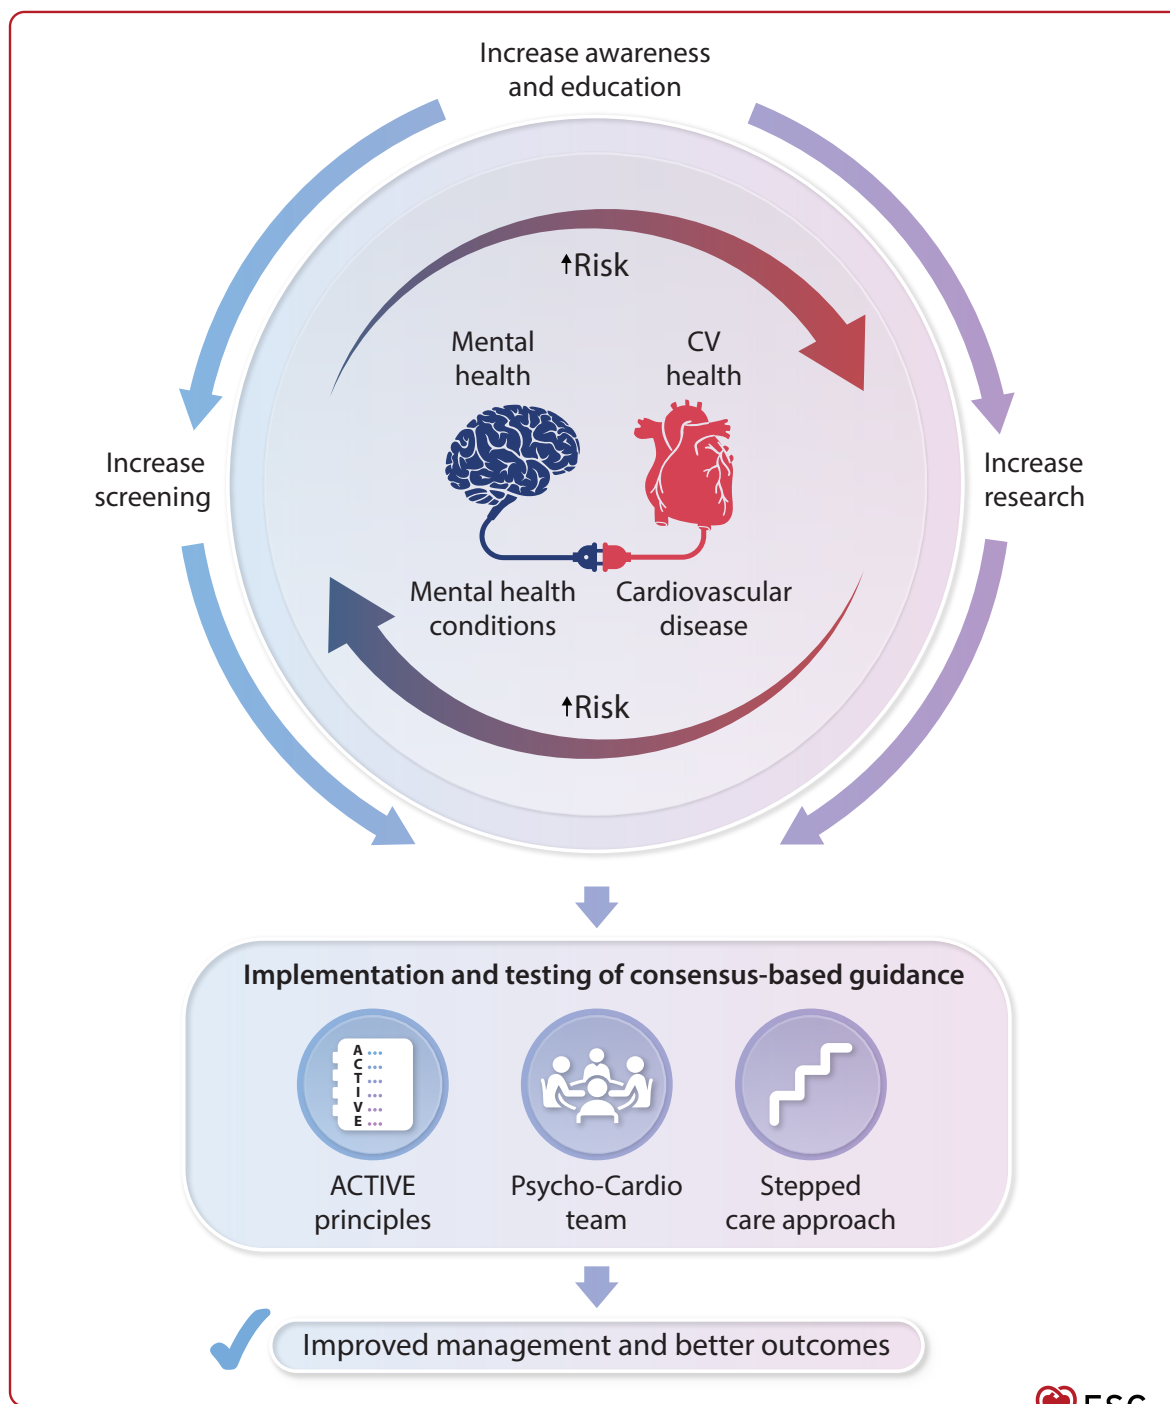 Increase awareness
and education
↑Risk
Mental
health
CV
health
Increase
screening
Increase
research
Mental health
conditions
Cardiovascular
disease
↑Risk
Implementation and testing of consensus-based guidance
A
C
T
I
V
E
ACTIVE
principles
Psycho-Cardio
team
Stepped
care approach
Improved management and better outcomes
ESC